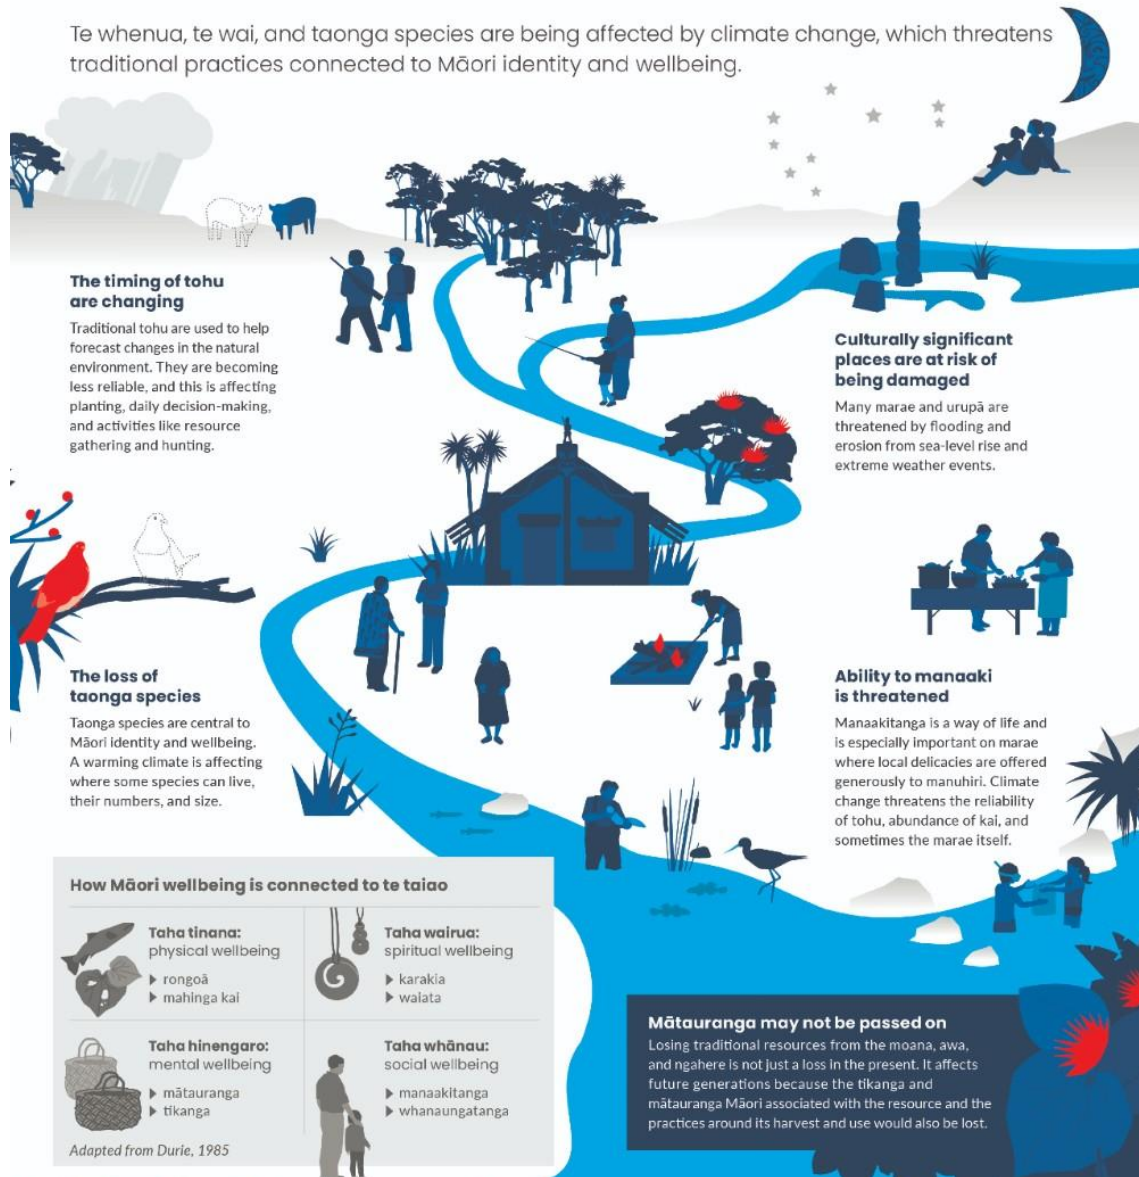 Te whenua, te wai, and taonga species are being affected by climate change, which threatens
traditional practices connected to Māori identity and wellbeing.
The timing of tohu
are changing
Traditional tohu are used to help
forecast changes in the natural
environment. They are becoming
less reliable, and this is affecting
planting, daily decision-making,
and activities like resource
gathering and hunting.
Culturally significant
places are at risk of
being damaged
Many marae and urupā are
threatened by flooding and
erosion from sea-level rise and
extreme weather events.
The loss of
taonga species
Taonga species are central to
Māori identity and wellbeing.
A warming climate is affecting
where some species can live,
their numbers, and size.
Ability to manaaki
is threatened
Manaakitanga is a way of life and
is especially important on marae
where local delicacies are offered
generously to manuhiri. Climate
change threatens the reliability
of tohu, abundance of kai, and
sometimes the marae itself.
How Māori wellbeing is connected to te taiao
Taha tinana:
physical wellbeing
▶ rongoā
▶ mahinga kai
Taha wairua:
spiritual wellbeing
▶ karakia
▶ waiata
Taha hinengaro:
mental wellbeing
▶ mātauranga
▶ tikanga
Taha whānau:
social wellbeing
▶ manaakitanga
▶ whanaungatanga
Adapted from Durie, 1985
Mātauranga may not be passed on
Losing traditional resources from the moana, awa,
and ngahere is not just a loss in the present. It affects
future generations because the tikanga and
mātauranga Māori associated with the resource and the
practices around its harvest and use would also be lost.